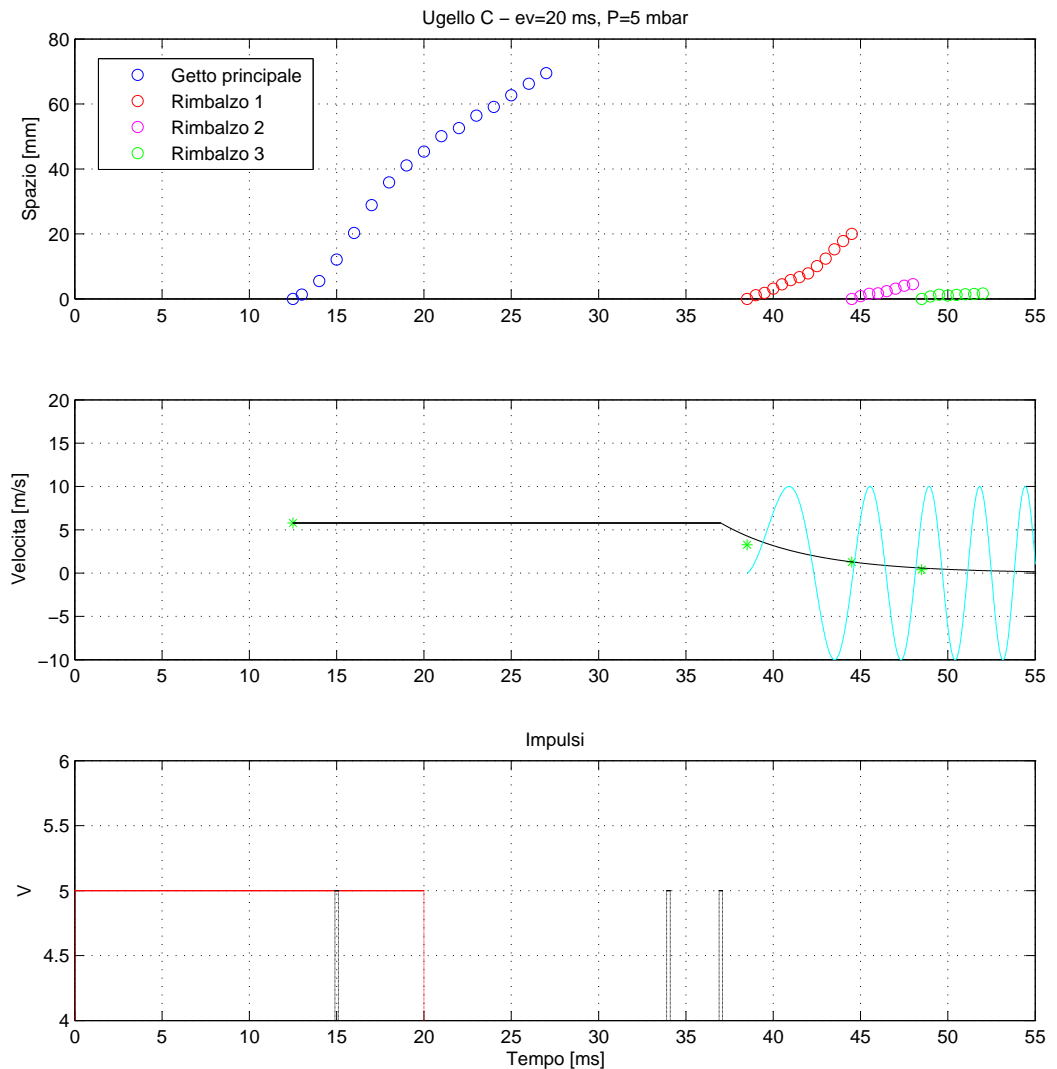 Ugello C − ev=20 ms, P=5 mbar
80
60
40
20
0
Spazio [mm]
Getto principale
Rimbalzo 1
Rimbalzo 2
Rimbalzo 3
0 5 10 15 20 25 30 35 40 45 50 55
20
15
10
5
0
−5
−10
Velocita [m/s]
0 5 10 15 20 25 30 35 40 45 50 55
Impulsi
6
5.5
5
4.5
4
V
0 5 10 15 20 25 30 35 40 45 50 55
Tempo [ms]